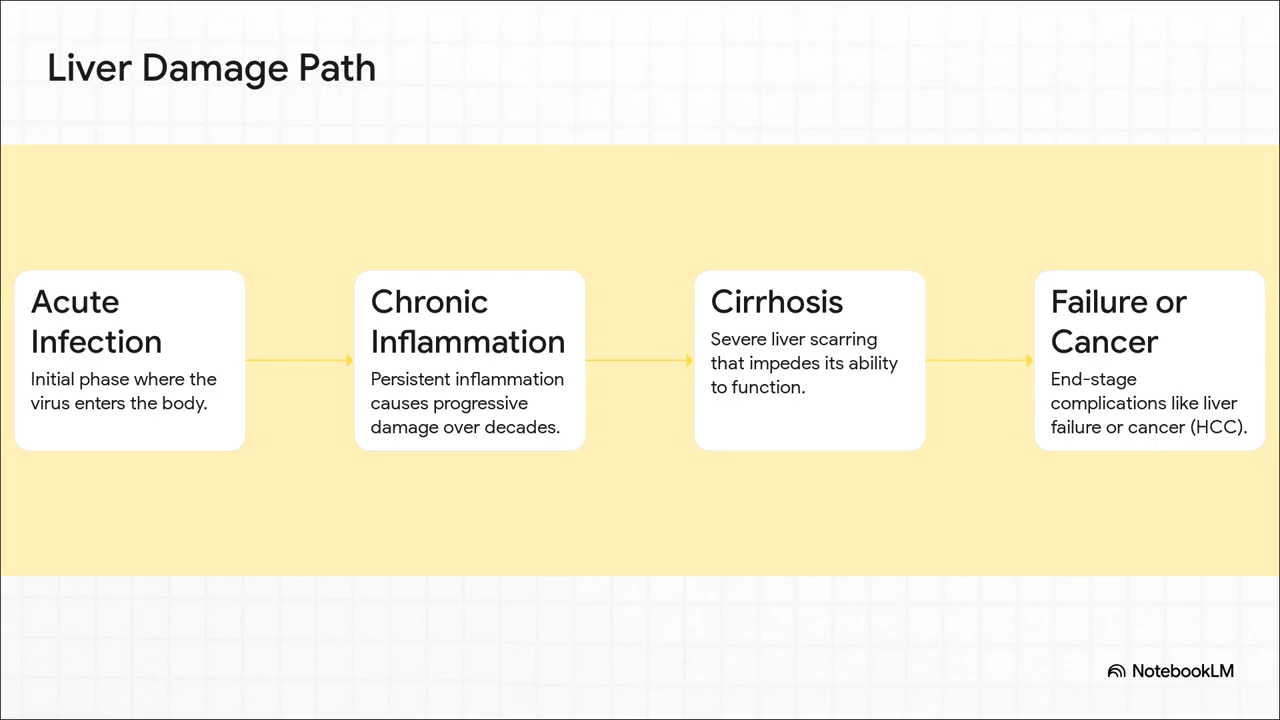 Liver Damage Path
Acute
Infection
Initial phase where the
virus enters the body.
Chronic
Inflammation
Persistent inflammation
causes progressive
damage over decades.
Cirrhosis
Severe liver scarring
that impedes its ability
to function.
Failure or
Cancer
End-stage
complications like liver
failure or cancer (HCC).
NotebookLM